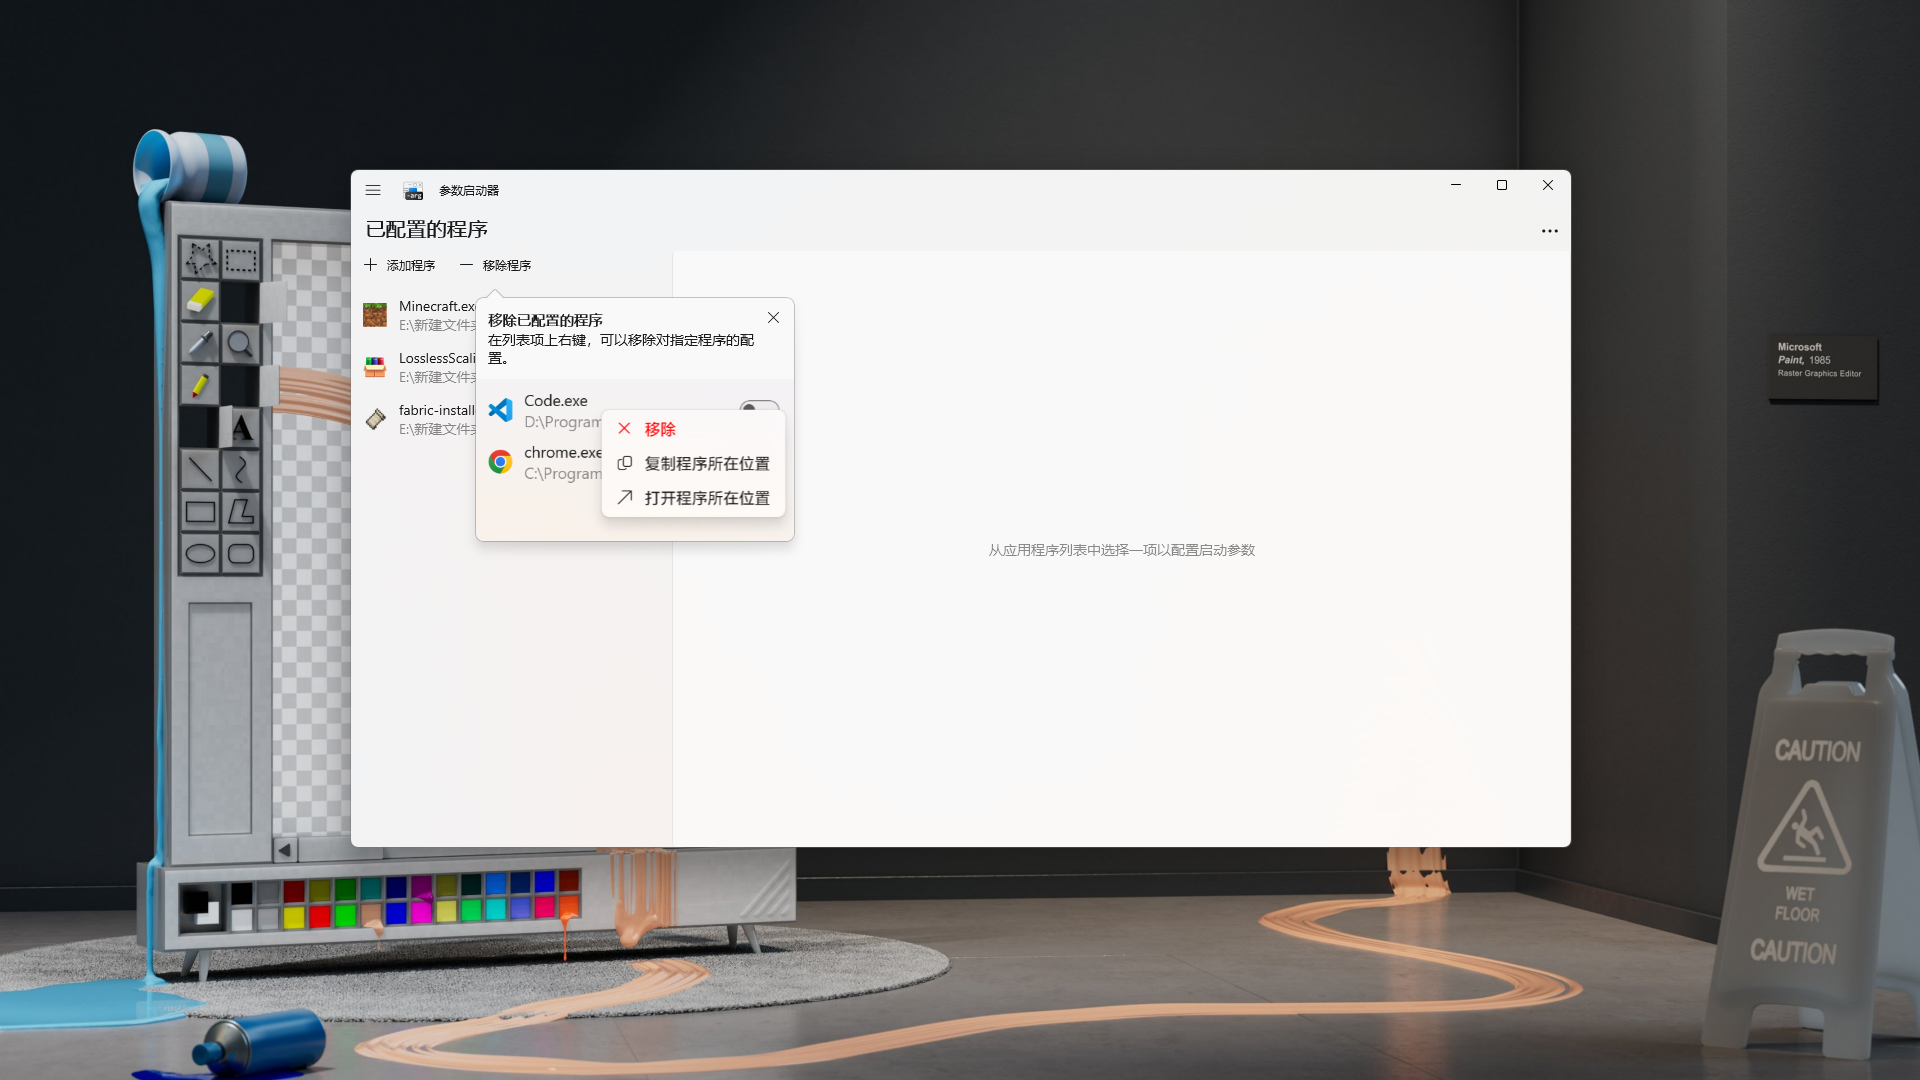 参数启动器
已配置的程序
添加程序
移除程序
Minecraft.ex
E:\新建文件
LosslessScali
E:\新建文件
fabric-install
E:\新建文件
移除已配置的程序
在列表项上右键，可以移除对指定程序的配
置。
Code.exe
D:\Program
chrome.exe
C:\Program
移除
复制程序所在位置
打开程序所在位置
从应用程序列表中选择一项以配置启动参数
A
Microsoft
Paint, 1985
Raster Graphics Editor
CAUTION
WET
FLOOR
CAUTION